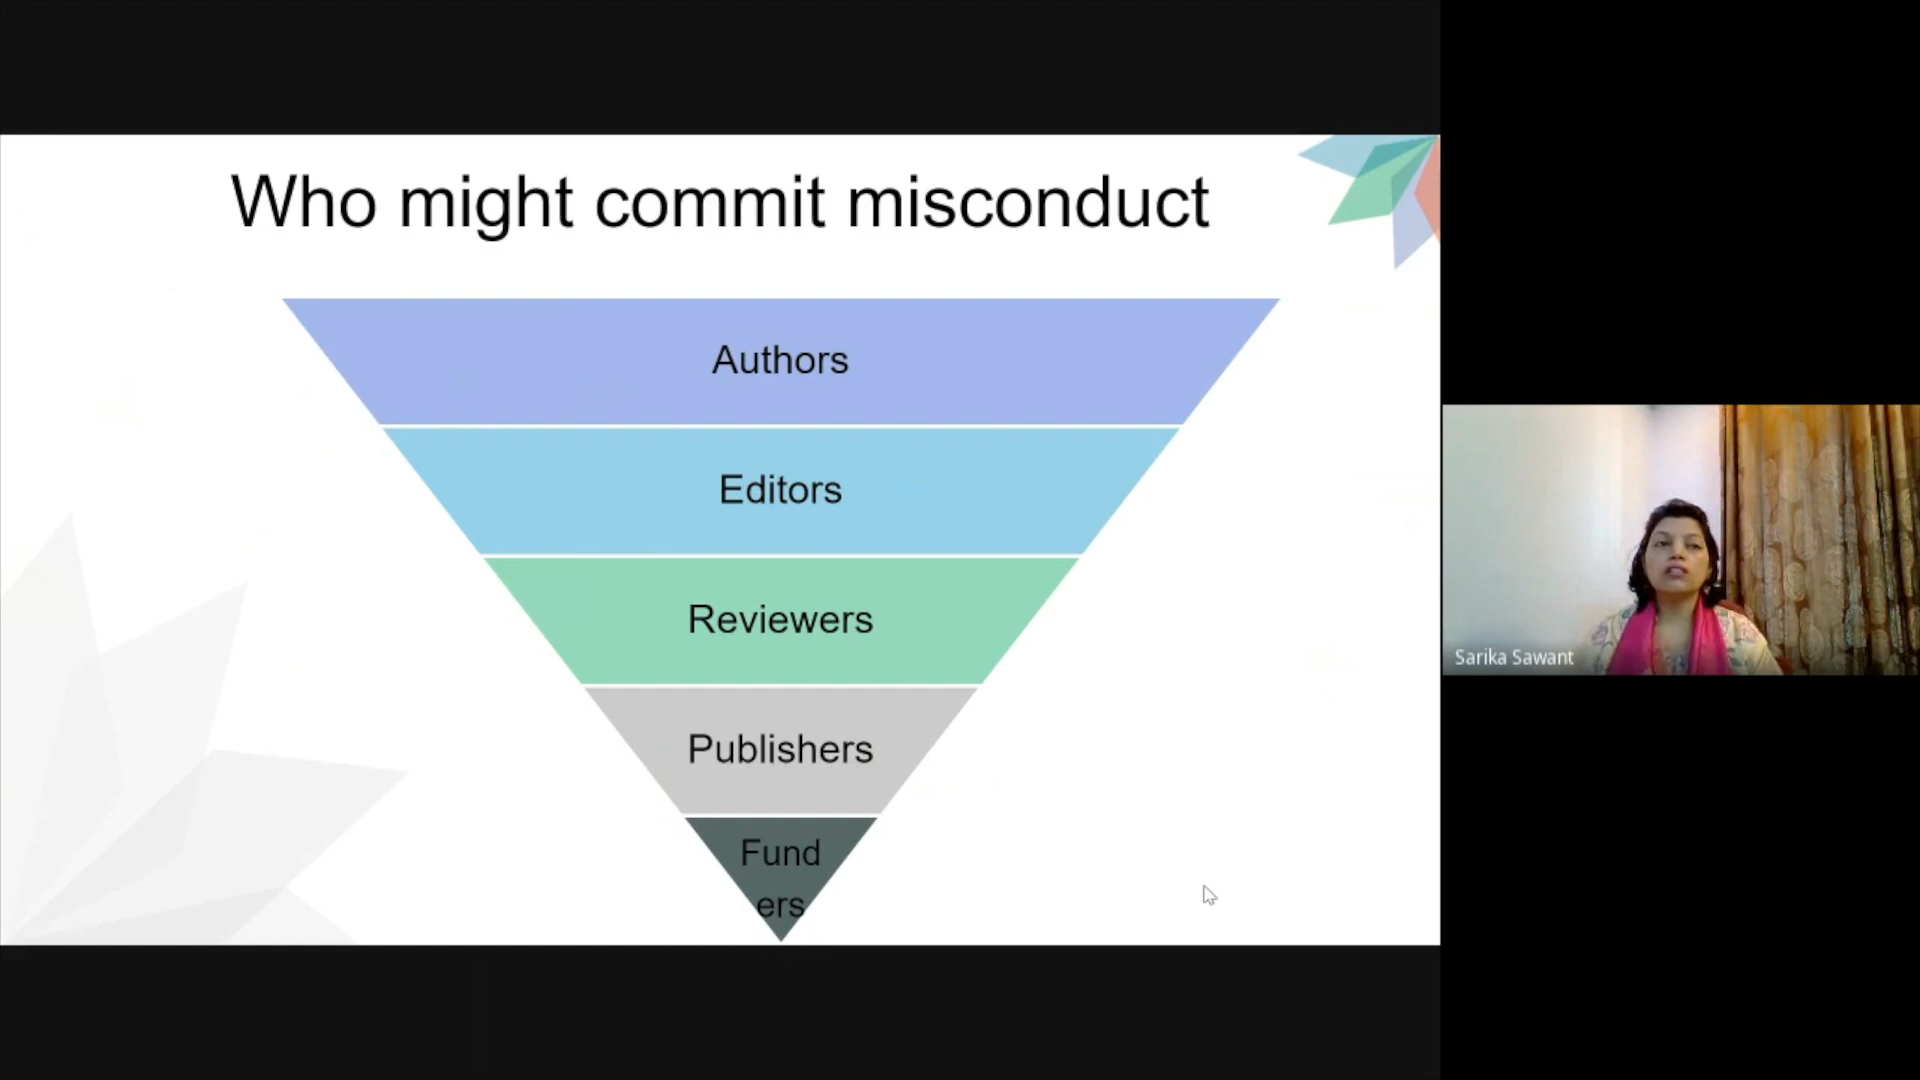 Who might commit misconduct
Authors
Editors
Reviewers
Publishers
Fund
ers
Sarika Sawant